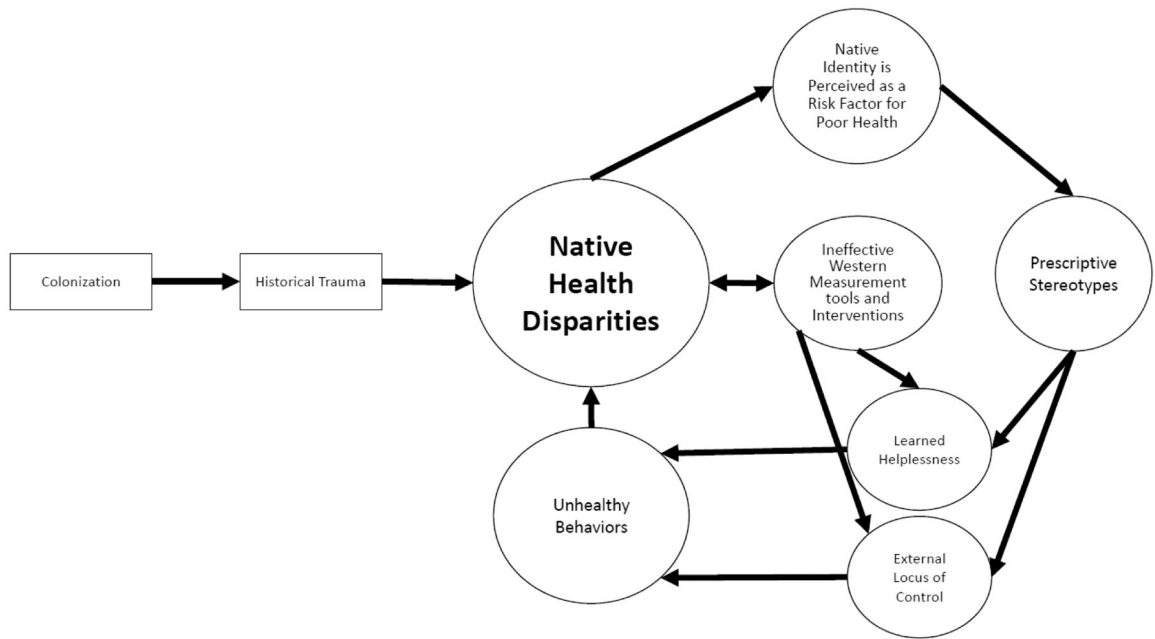 Native
Identity is
Perceived as a
Risk Factor for
Poor Health
Colonization
Historical Trauma
Native
Health
Disparities
Ineffective
Western
Measurement
tools and
Interventions
Prescriptive
Stereotypes
Learned
Helplessness
Unhealthy
Behaviors
External
Locus of
Control